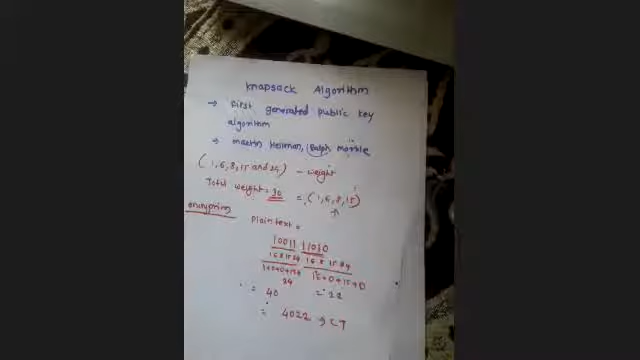 Knapsack Algorithm
→ First generated public key
algorithm
→ Martin Hellman, Ralph Merkle
(1,6,8,15 and 24) - weight
Total weight = 30 = (1,6,8,15)
encryption
Plain text =
10011 11010
1 6 8 15 24 1 6 8 15 24
1+0+0+15+ 1+6+0+15+0
24
= 40 = 22
= 4022 → CT